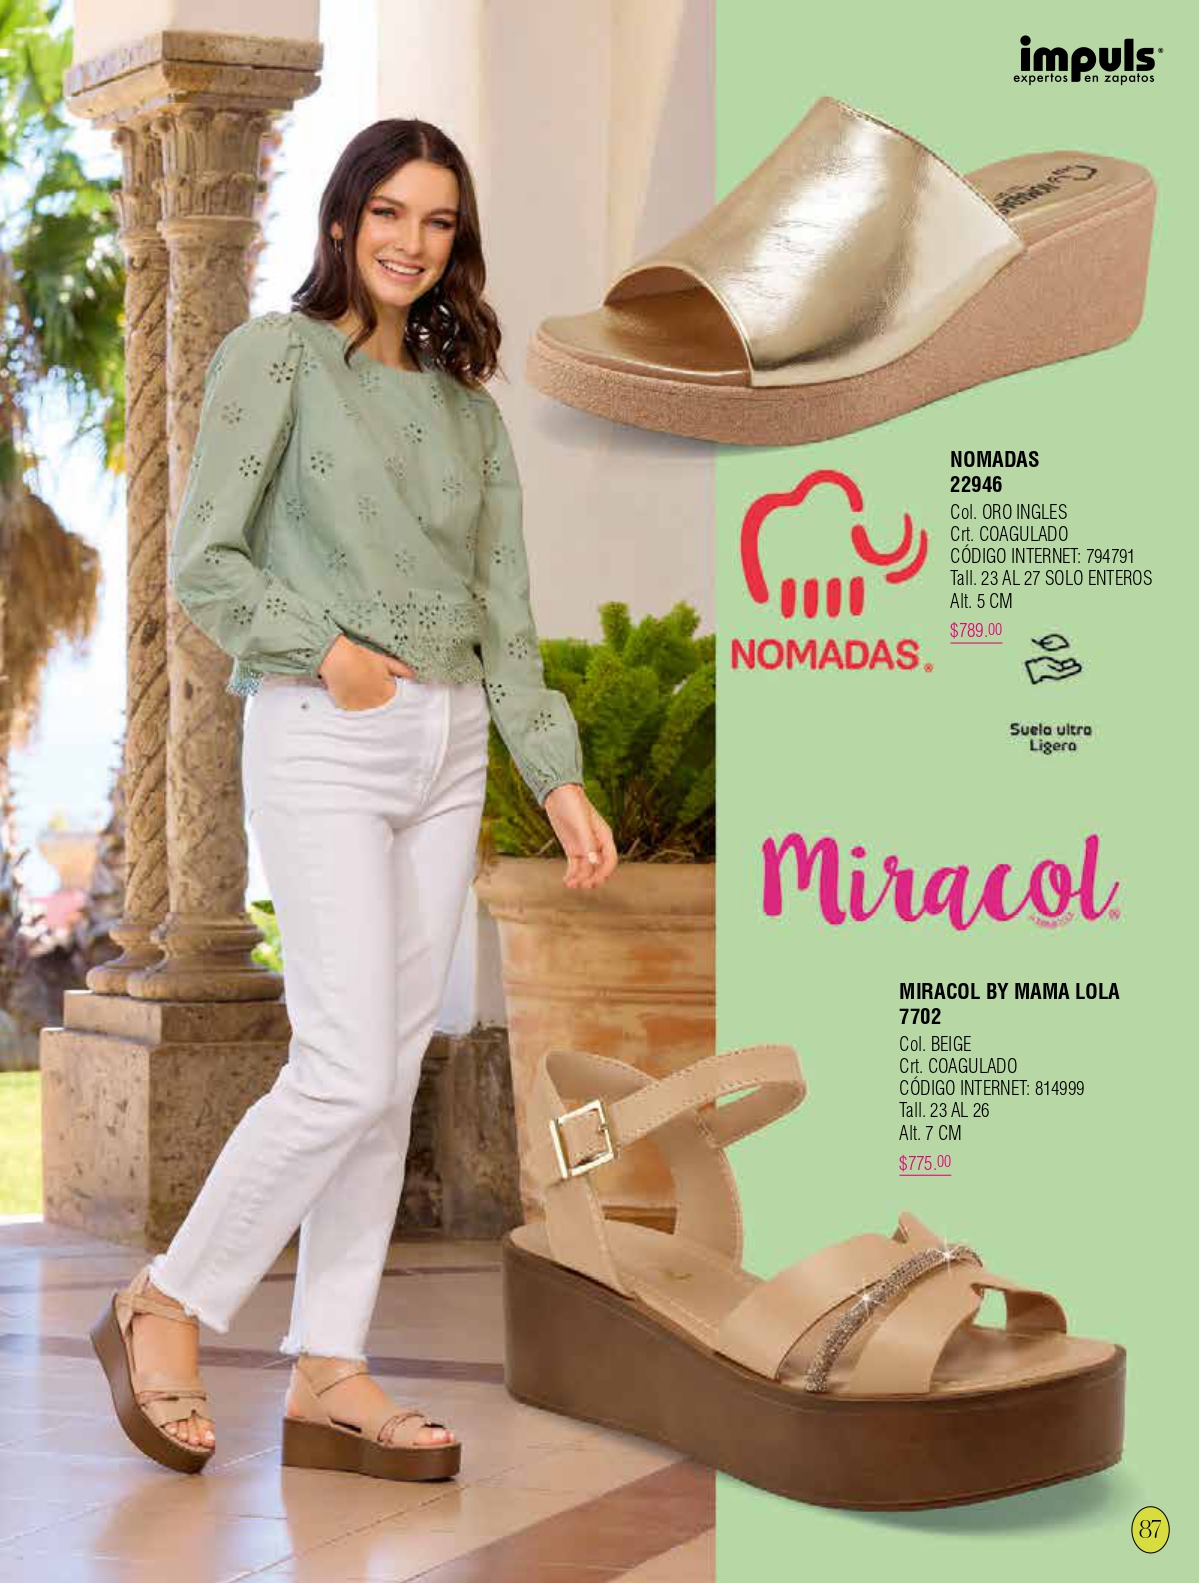 impuls®
expertos en zapatos
NOMADAS
NOMADAS
22946
Col. ORO INGLES
Crt. COAGULADO
CÓDIGO INTERNET: 794791
Tall. 23 AL 27 SOLO ENTEROS
Alt. 5 CM
$789.00
NOMADAS®
Suela ultra
Ligera
Miracol®
MIRACOL BY MAMA LOLA
7702
Col. BEIGE
Crt. COAGULADO
CÓDIGO INTERNET: 814999
Tall. 23 AL 26
Alt. 7 CM
$775.00
87